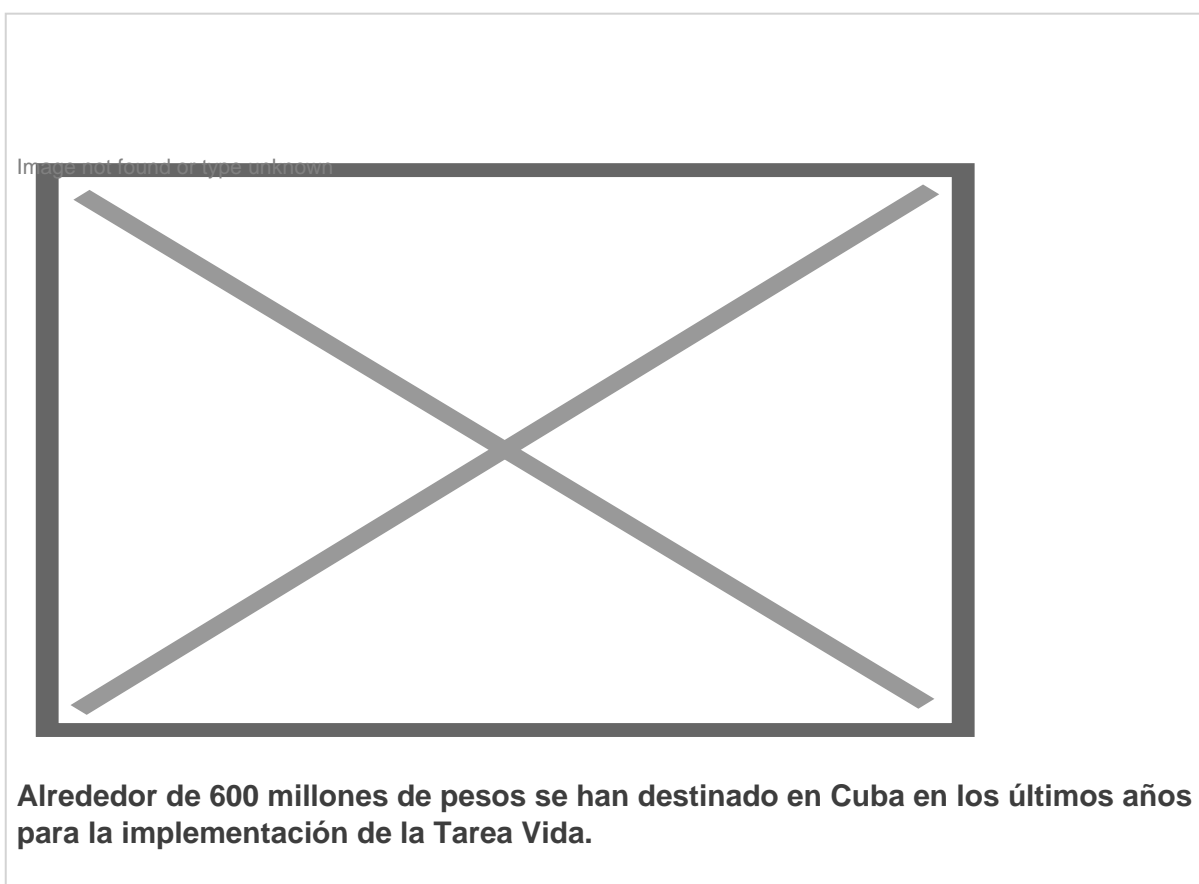 Image not found or type unknown
Alrededor de 600 millones de pesos se han destinado en Cuba en los últimos años
para la implementación de la Tarea Vida.